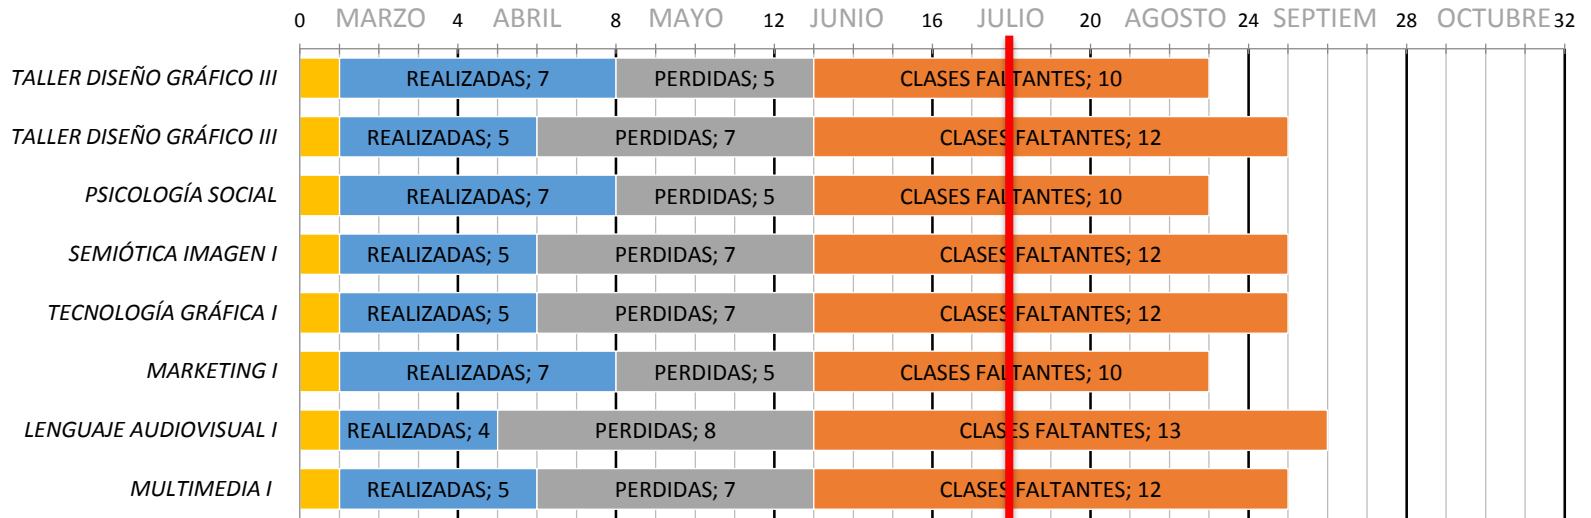 0 MARZO 4 ABRIL 8 MAYO 12 JUNIO 16 JULIO 20 AGOSTO 24 SEPTIEM 28 OCTUBRE 32
TALLER DISEÑO GRÁFICO III REALIZADAS; 7 PERDIDAS; 5 CLASES FALTANTES; 10
TALLER DISEÑO GRÁFICO III REALIZADAS; 5 PERDIDAS; 7 CLASES FALTANTES; 12
PSICOLOGÍA SOCIAL REALIZADAS; 7 PERDIDAS; 5 CLASES FALTANTES; 10
SEMIÓTICA IMAGEN I REALIZADAS; 5 PERDIDAS; 7 CLASES FALTANTES; 12
TECNOLOGÍA GRÁFICA I REALIZADAS; 5 PERDIDAS; 7 CLASES FALTANTES; 12
MARKETING I REALIZADAS; 7 PERDIDAS; 5 CLASES FALTANTES; 10
LENGUAJE AUDIOVISUAL I REALIZADAS; 4 PERDIDAS; 8 CLASES FALTANTES; 13
MULTIMEDIA I REALIZADAS; 5 PERDIDAS; 7 CLASES FALTANTES; 12